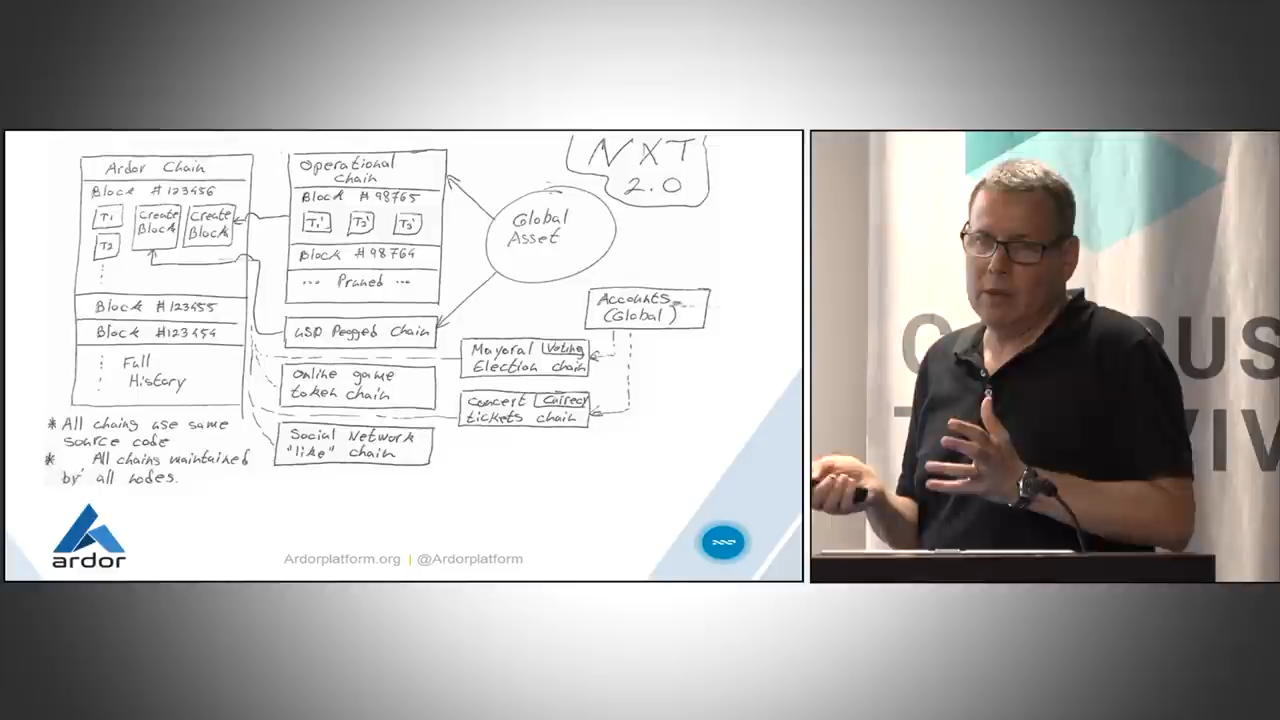 NXT
2.0
Ardor Chain
Block #123456
T1
Create
Block
Create
Block
T2
Block #123455
Block #123454
Full
History
Operational
Chain
Block #98765
T1'
T2'
T3'
Block #98764
... Pruned ...
USD Pegged Chain
Online game
token chain
Social Network
"like" chain
Global
Asset
Accounts
(Global)
Mayoral Voting
Election chain
Concert
tickets chain
* All chains use same
source code
* All chains maintained
by all nodes.
ardor
Ardorplatform.org | @Ardorplatform
PUS
IV